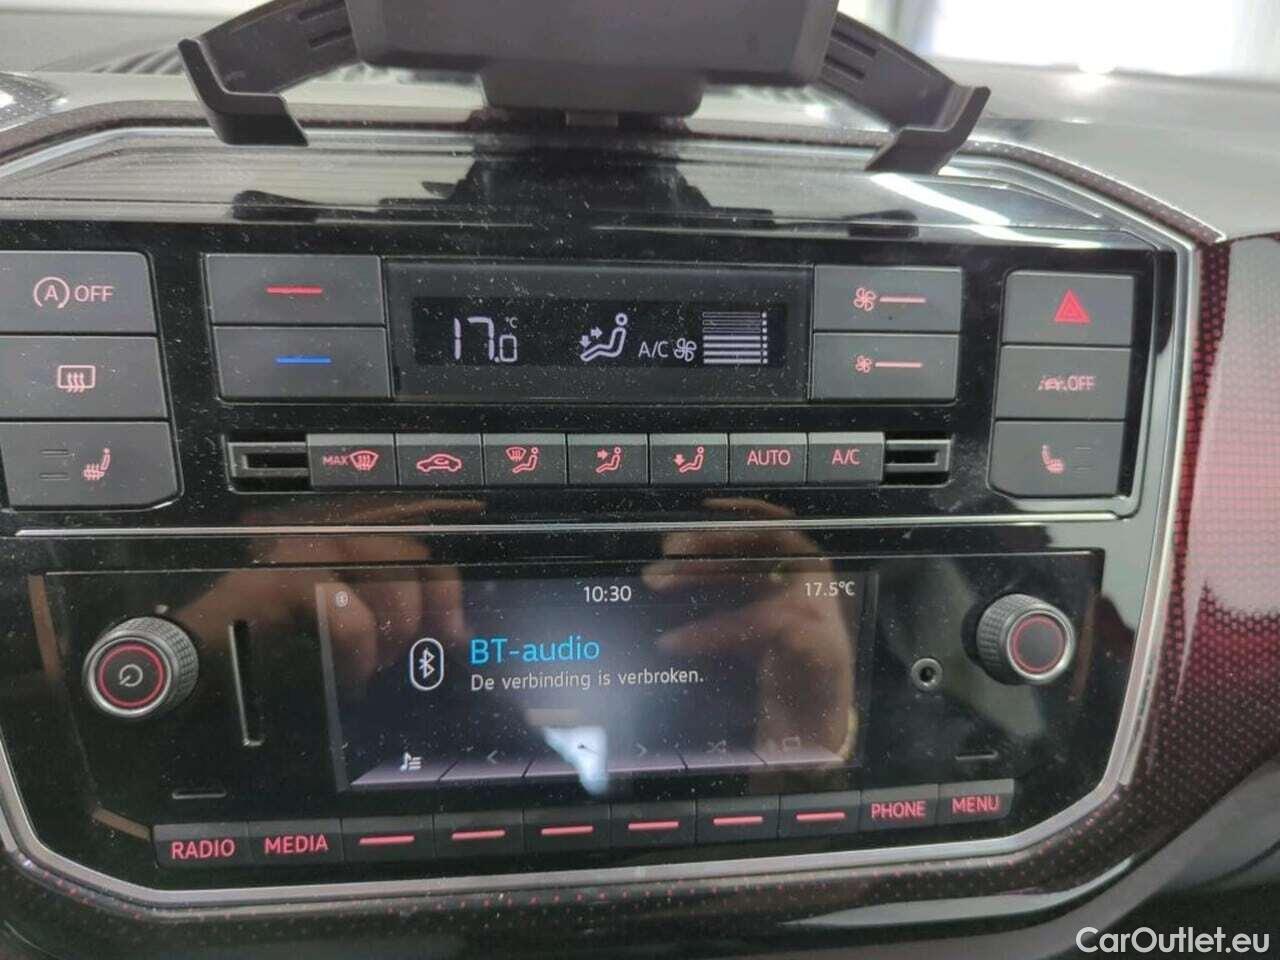 A OFF
17.0 °C
A/C
OFF
MAX
AUTO
A/C
10:30
17.5°C
BT-audio
De verbinding is verbroken.
RADIO
MEDIA
PHONE
MENU
CarOutlet.eu